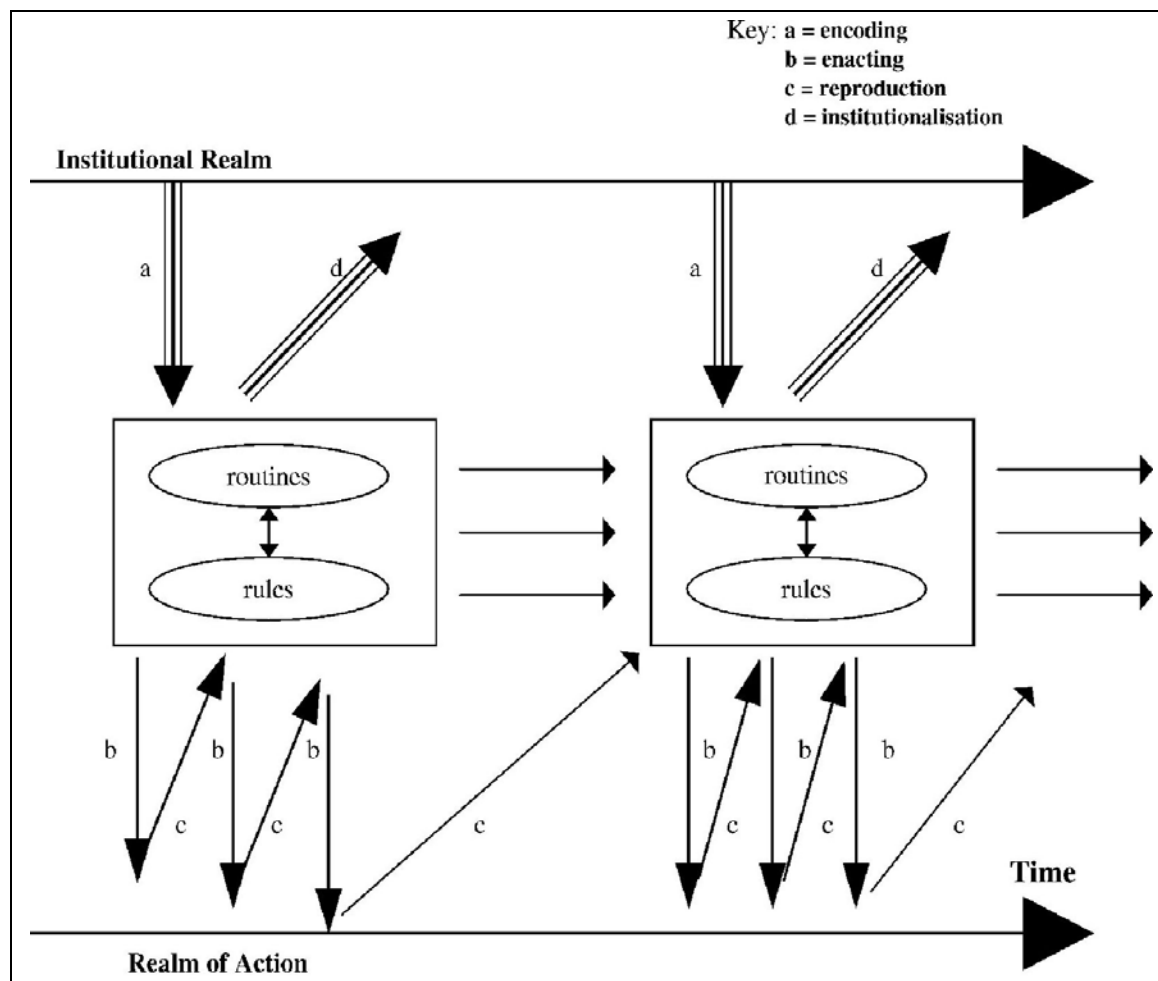 Key: a = encoding
b = enacting
c = reproduction
d = institutionalisation
Institutional Realm
a
d
a
d
routines
rules
routines
rules
b
b
b
b
b
b
c
c
c
c
c
c
Time
Realm of Action